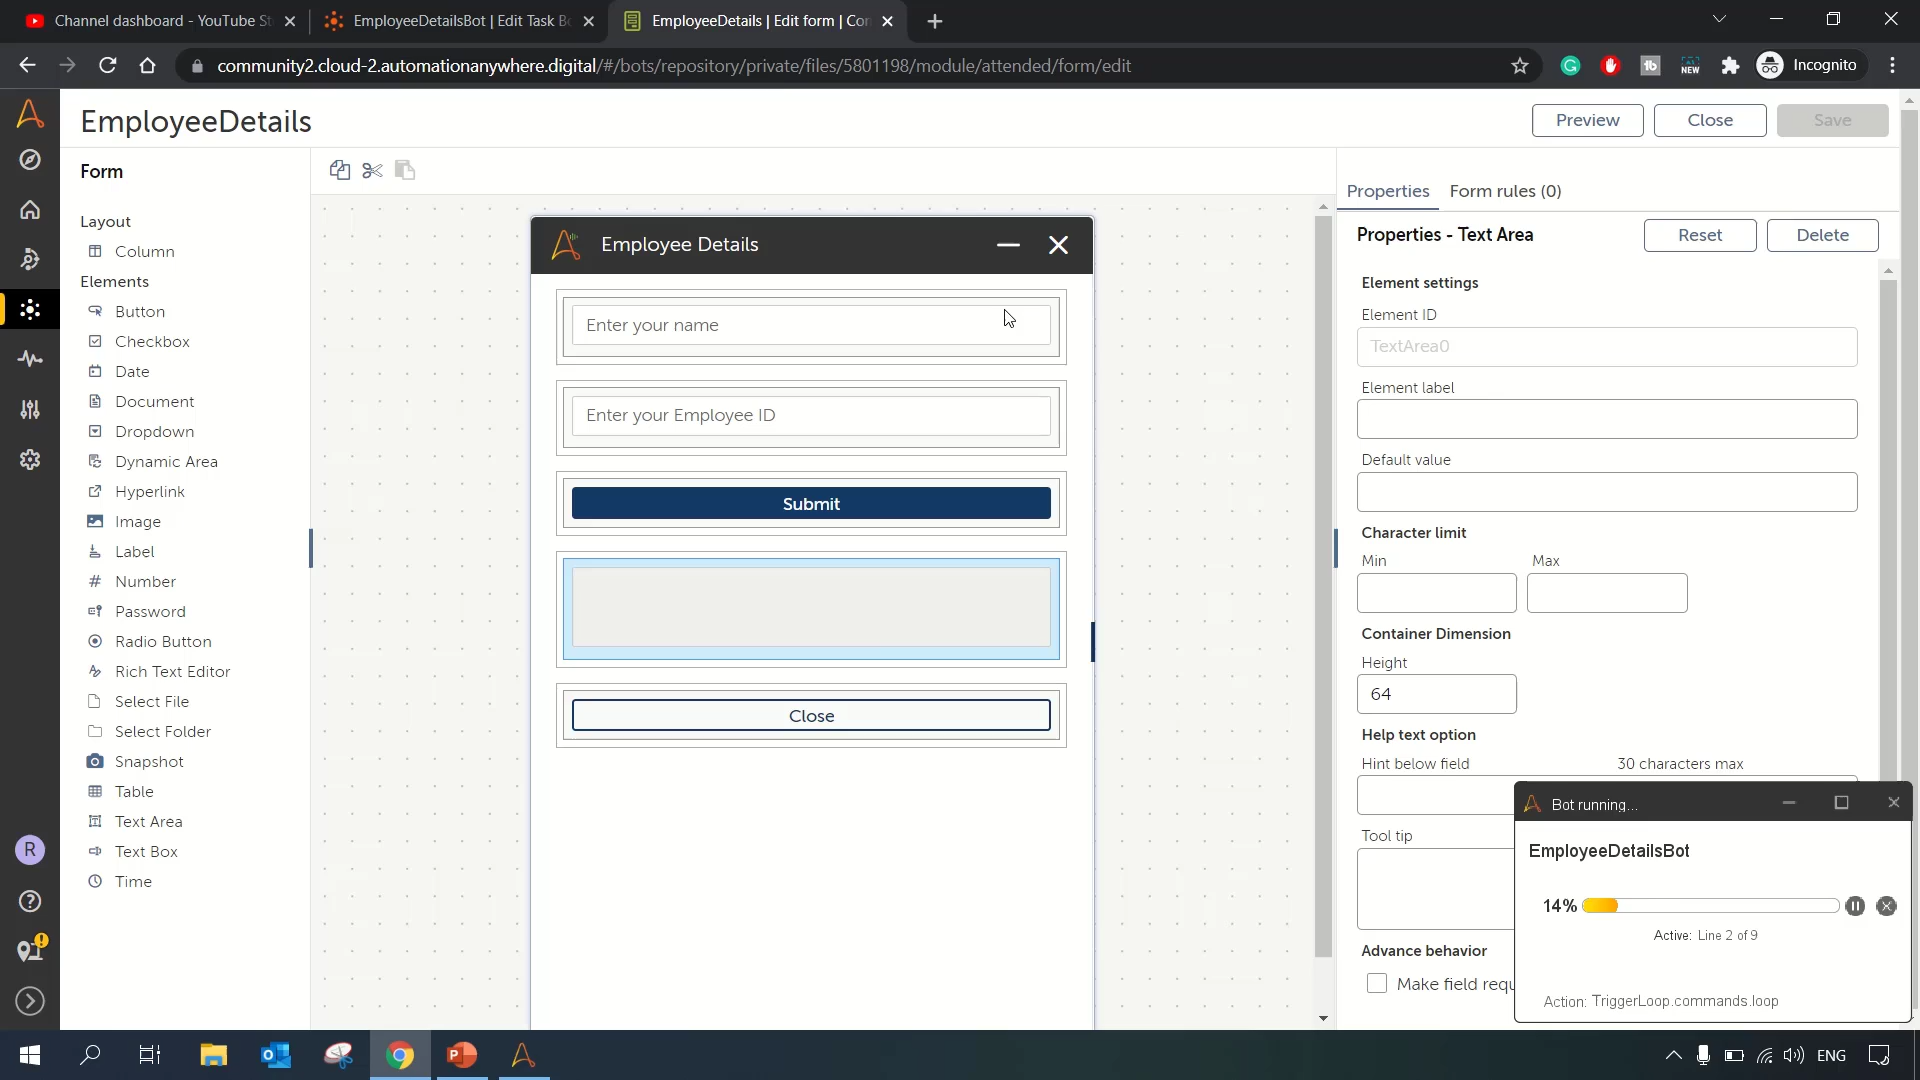 Channel dashboard - YouTube St
EmployeeDetailsBot | Edit Task Bo
EmployeeDetails | Edit form | Con
community2.cloud-2.automationanywhere.digital/#/bots/repository/private/files/5801198/module/attended/form/edit
Incognito
EmployeeDetails
Preview
Close
Save
Form
Layout
Column
Elements
Button
Checkbox
Date
Document
Dropdown
Dynamic Area
Hyperlink
Image
Label
Number
Password
Radio Button
Rich Text Editor
Select File
Select Folder
Snapshot
Table
Text Area
Text Box
Time
R
Employee Details
Enter your name
Enter your Employee ID
Submit
Close
Properties
Form rules (0)
Properties - Text Area
Reset
Delete
Element settings
Element ID
TextArea0
Element label
Default value
Character limit
Min
Max
Container Dimension
Height
64
Help text option
Hint below field
30 characters max
Tool tip
Advance behavior
Make field requ
Bot running...
EmployeeDetailsBot
14%
Active: Line 2 of 9
Action: TriggerLoop.commands.loop
ENG